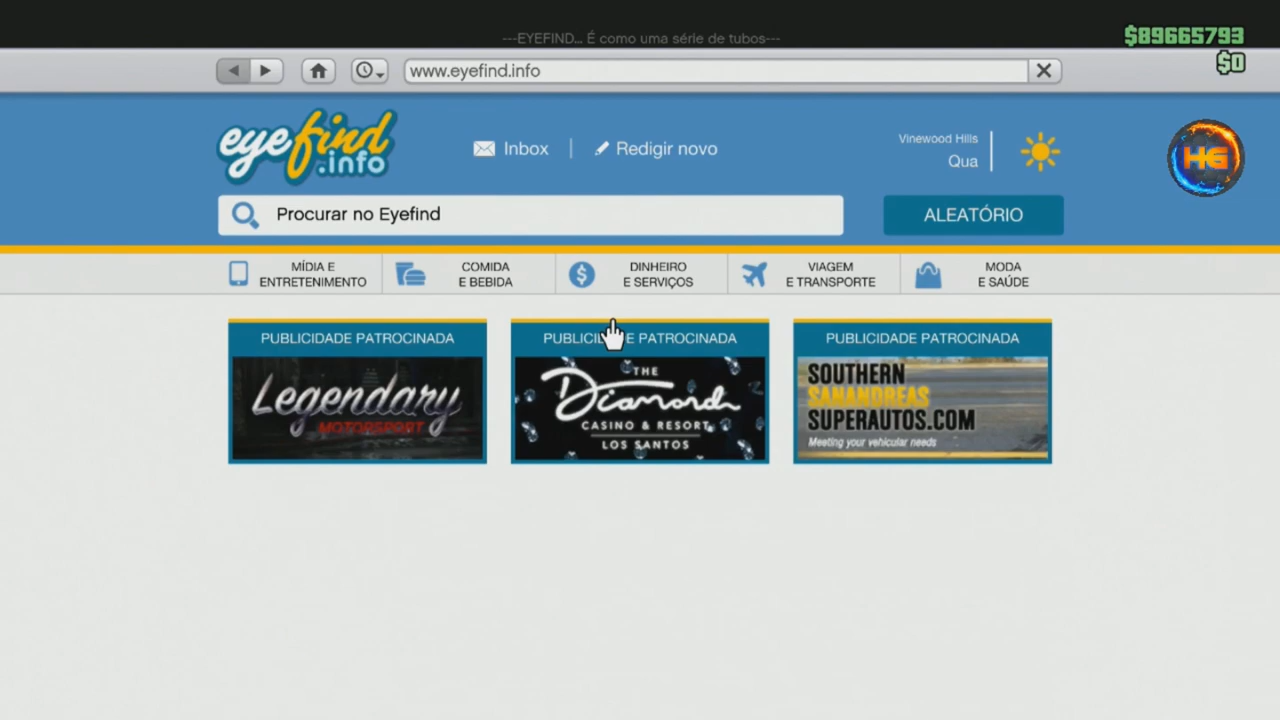 ---EYEFIND... É como uma série de tubos---
$89665793
$0
www.eyefind.info
eyefind
.info
Inbox
Redigir novo
Vinewood Hills
Qua
HG
Procurar no Eyefind
ALEATÓRIO
MÍDIA E
ENTRETENIMENTO
COMIDA
E BEBIDA
DINHEIRO
E SERVIÇOS
VIAGEM
E TRANSPORTE
MODA
E SAÚDE
PUBLICIDADE PATROCINADA
Legendary
MOTORSPORT
PUBLICIDADE PATROCINADA
THE
Diamond
CASINO & RESORT
LOS SANTOS
PUBLICIDADE PATROCINADA
SOUTHERN
SANANDREAS
SUPERAUTOS.COM
Meeting your vehicular needs